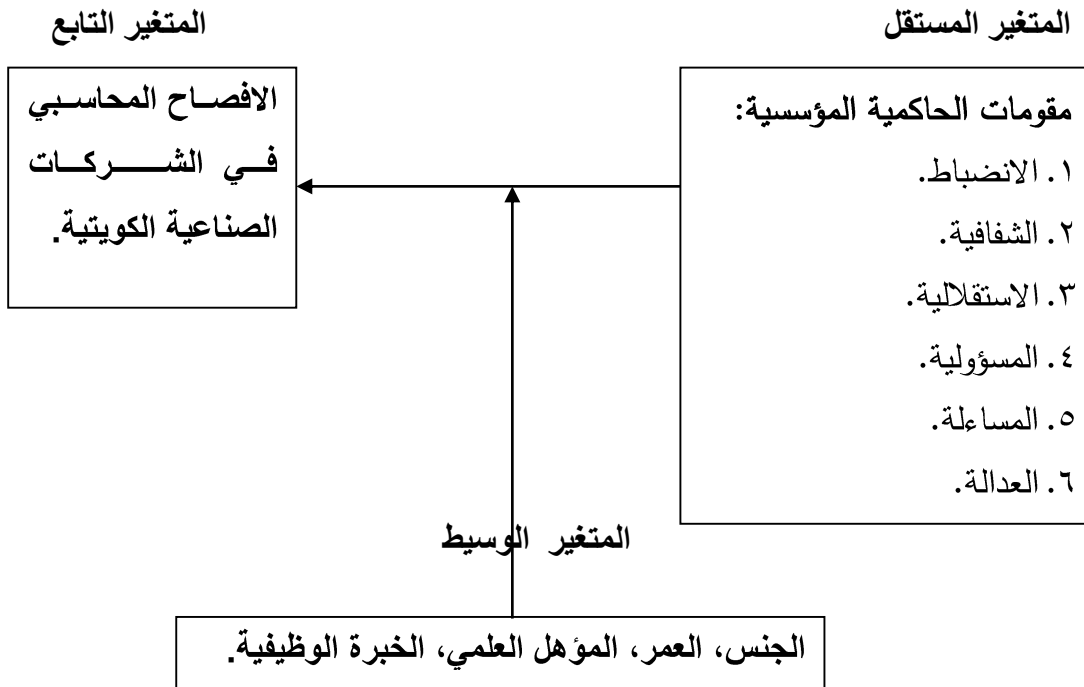 المتغير المستقل
المتغير التابع
مقومات الحاكمية المؤسسية:
١. الانضباط.
٢. الشفافية.
٣. الاستقلالية.
٤. المسؤولية.
٥. المساءلة.
٦. العدالة.
الافصاح المحاسبي
في الشركات
الصناعية الكويتية.
المتغير الوسيط
الجنس، العمر، المؤهل العلمي، الخبرة الوظيفية.